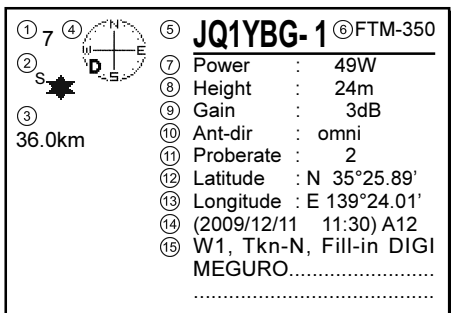 ① 7 ④ N W E D S
② S
③
36.0km
⑤ JQ1YBG- 1 ⑥ FTM-350
⑦ Power : 49W
⑧ Height : 24m
⑨ Gain : 3dB
⑩ Ant-dir : omni
⑪ Proberate : 2
⑫ Latitude : N 35°25.89’
⑬ Longitude : E 139°24.01’
⑭ (2009/12/11 11:30) A12
⑮ W1, Tkn-N, Fill-in DIGI
MEGURO.........................
.........................................